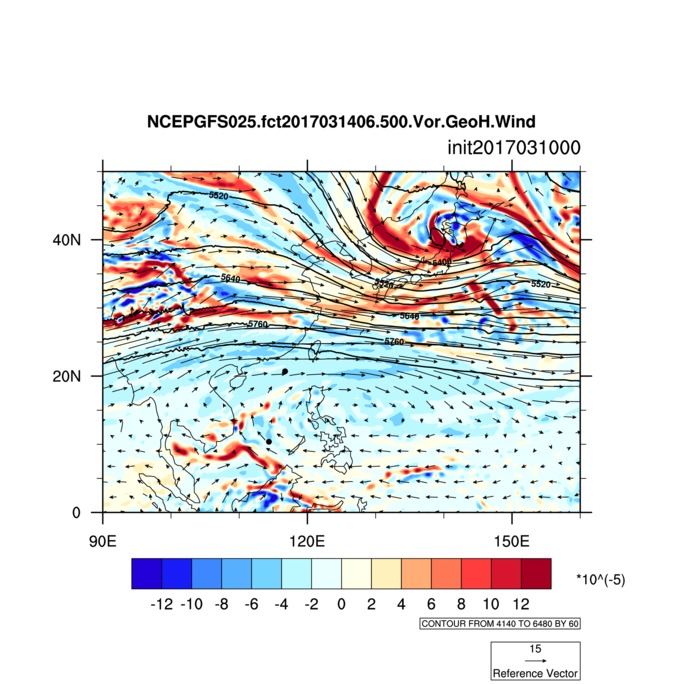 NCEPGFS025.fct2017031406.500.Vor.GeoH.Wind
init2017031000
5520
40N
5400
5640
5520
5640
5760
5760
20N
0
90E 120E 150E
-12 -10 -8 -6 -4 -2 0 2 4 6 8 10 12
*10^(-5)
CONTOUR FROM 4140 TO 6480 BY 60
15
Reference Vector